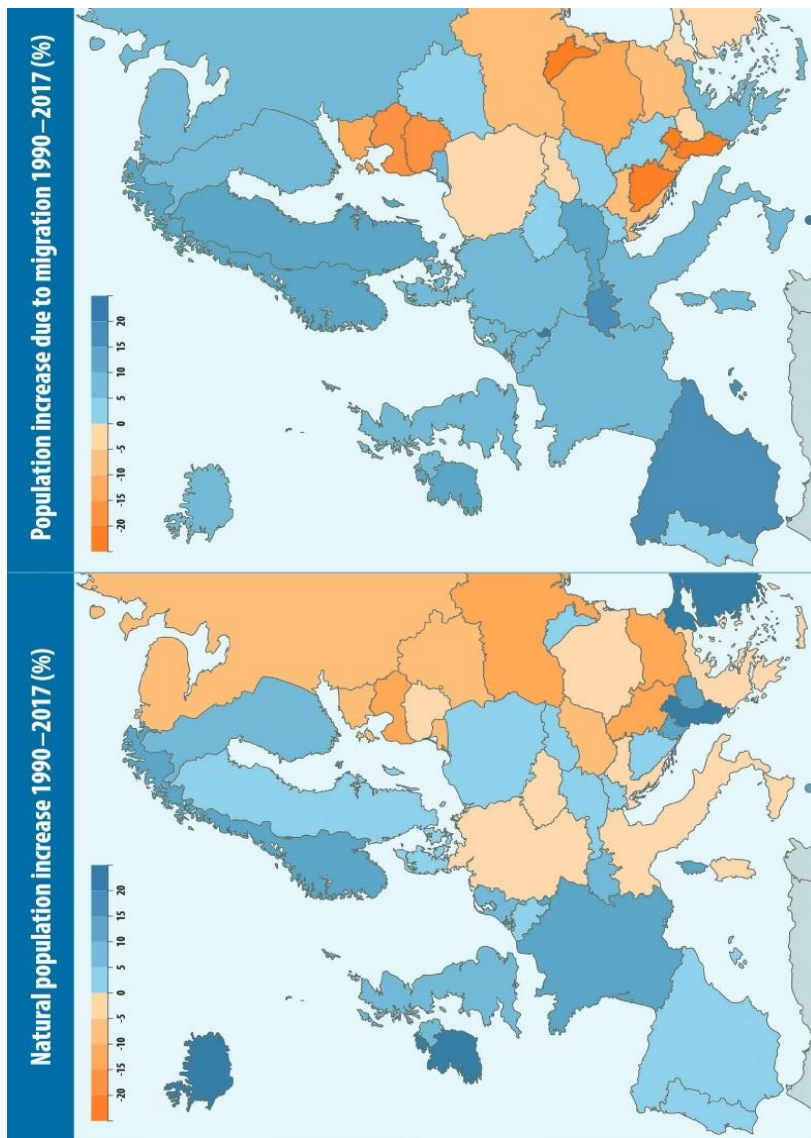 Natural population increase 1990–2017 (%)
-20 -15 -10 -5 0 5 10 15 20
Population increase due to migration 1990–2017 (%)
-20 -15 -10 -5 0 5 10 15 20